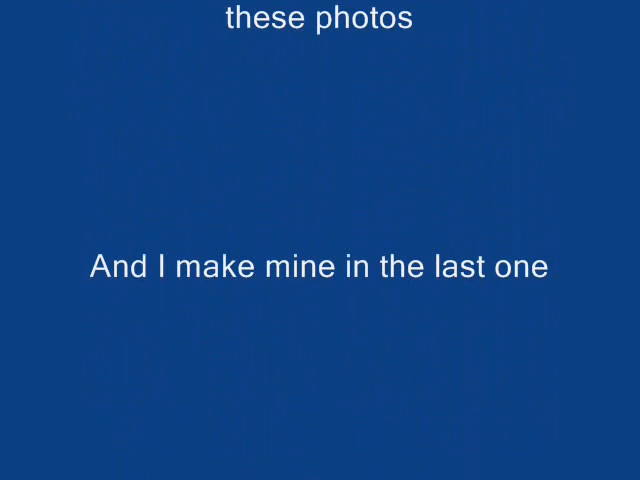 these photos
And I make mine in the last one